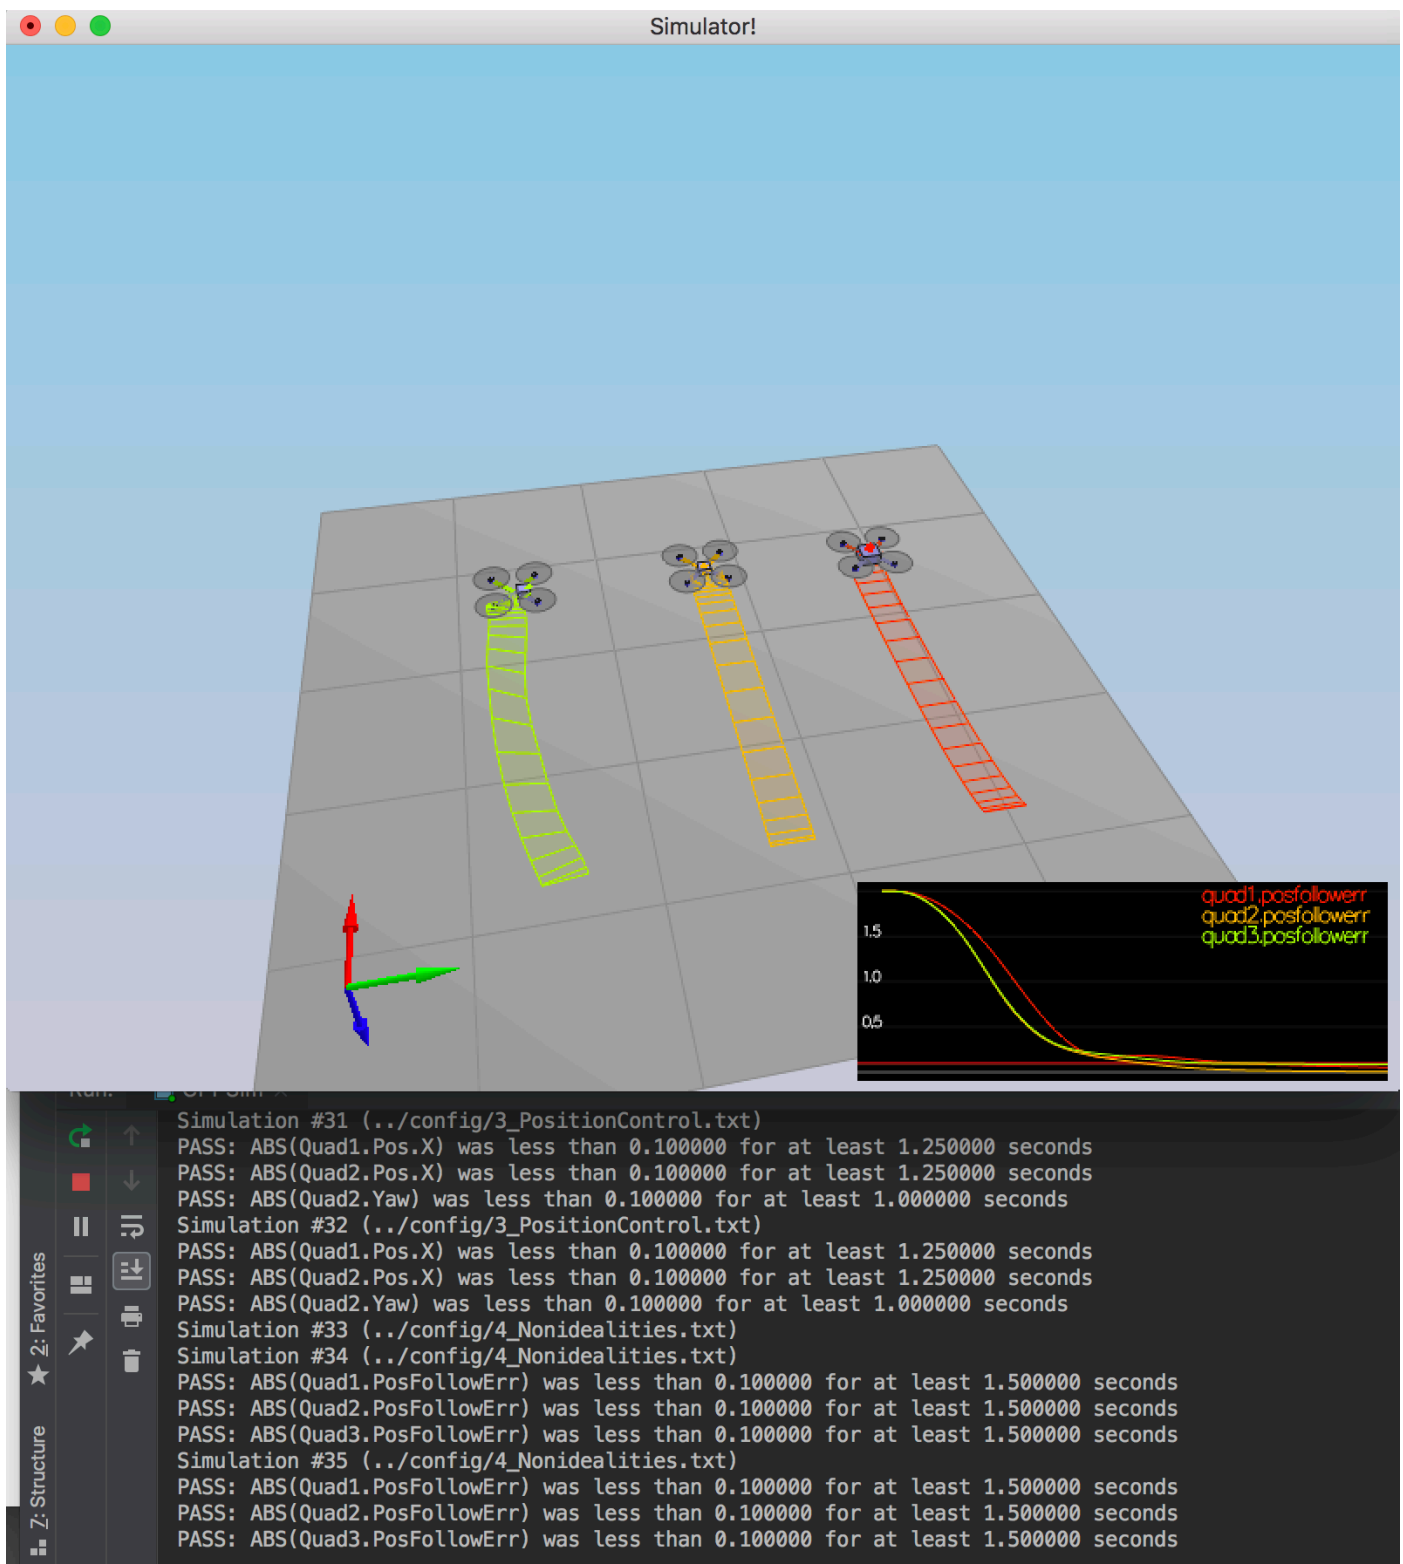 Simulator!
quad1.posfollowerr
quad2.posfollowerr
quad3.posfollowerr
1.5
1.0
0.5
Run:
Simulation #31 (../config/3_PositionControl.txt)
PASS: ABS(Quad1.Pos.X) was less than 0.100000 for at least 1.250000 seconds
PASS: ABS(Quad2.Pos.X) was less than 0.100000 for at least 1.250000 seconds
PASS: ABS(Quad2.Yaw) was less than 0.100000 for at least 1.000000 seconds
Simulation #32 (../config/3_PositionControl.txt)
PASS: ABS(Quad1.Pos.X) was less than 0.100000 for at least 1.250000 seconds
PASS: ABS(Quad2.Pos.X) was less than 0.100000 for at least 1.250000 seconds
PASS: ABS(Quad2.Yaw) was less than 0.100000 for at least 1.000000 seconds
Simulation #33 (../config/4_Nonidealities.txt)
Simulation #34 (../config/4_Nonidealities.txt)
PASS: ABS(Quad1.PosFollowErr) was less than 0.100000 for at least 1.500000 seconds
PASS: ABS(Quad2.PosFollowErr) was less than 0.100000 for at least 1.500000 seconds
PASS: ABS(Quad3.PosFollowErr) was less than 0.100000 for at least 1.500000 seconds
Simulation #35 (../config/4_Nonidealities.txt)
PASS: ABS(Quad1.PosFollowErr) was less than 0.100000 for at least 1.500000 seconds
PASS: ABS(Quad2.PosFollowErr) was less than 0.100000 for at least 1.500000 seconds
PASS: ABS(Quad3.PosFollowErr) was less than 0.100000 for at least 1.500000 seconds
2: Favorites
7: Structure